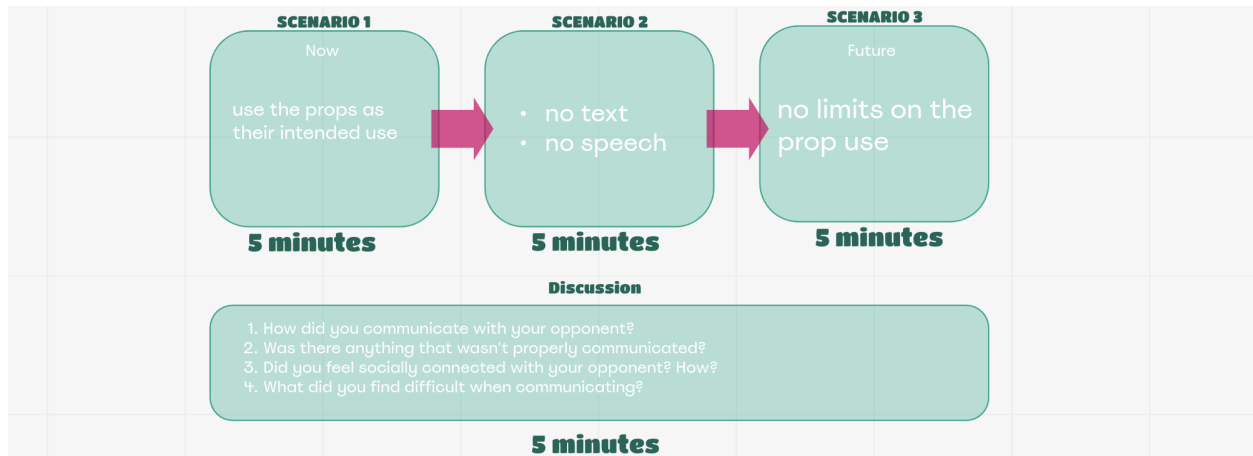 SCENARIO 1
Now
use the props as
their intended use
5 minutes
SCENARIO 2
• no text
• no speech
5 minutes
SCENARIO 3
Future
no limits on the
prop use
5 minutes
Discussion
1. How did you communicate with your opponent?
2. Was there anything that wasn't properly communicated?
3. Did you feel socially connected with your opponent? How?
4. What did you find difficult when communicating?
5 minutes